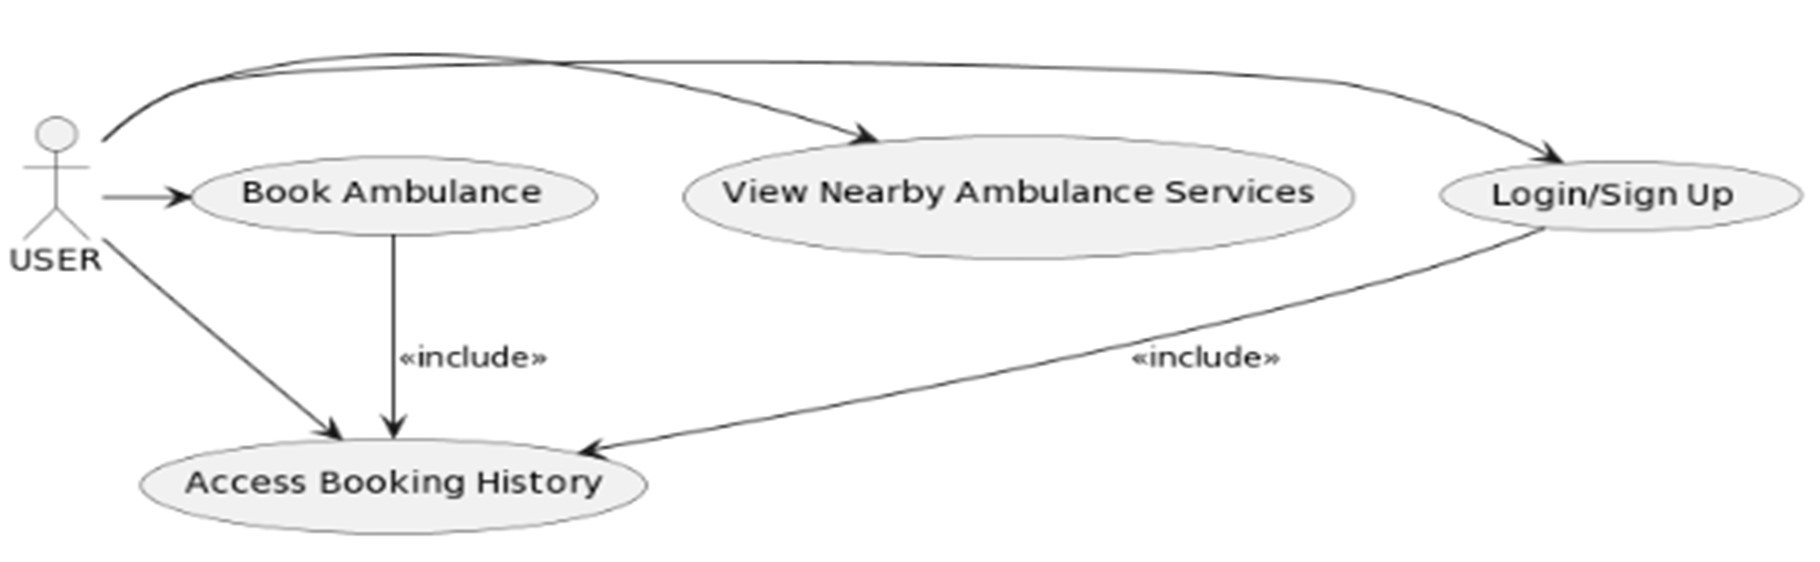 Book Ambulance
View Nearby Ambulance Services
Login/Sign Up
USER
«include»
«include»
Access Booking History